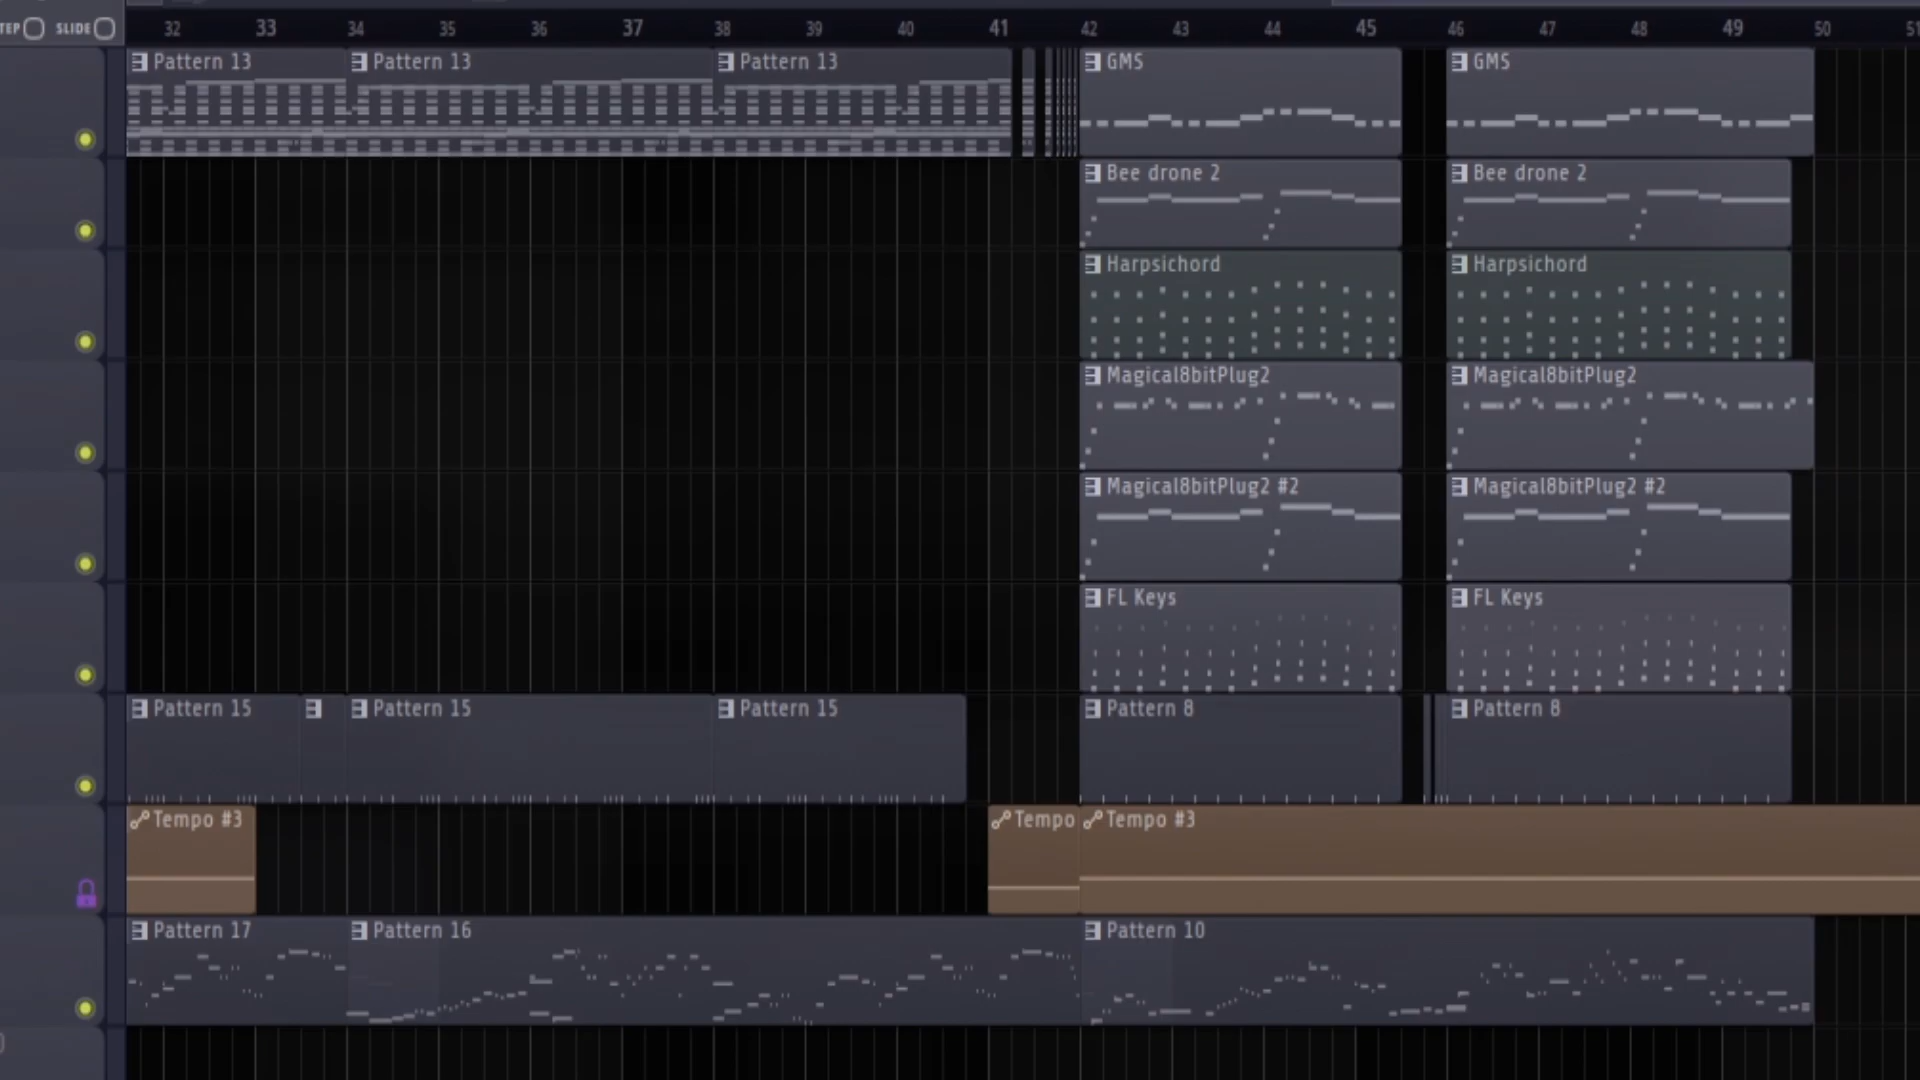 TEP SLIDE 32 33 34 35 36 37 38 39 40 41 42 43 44 45 46 47 48 49 50 51
Pattern 13 Pattern 13 Pattern 13 GMS GMS
Bee drone 2 Bee drone 2
Harpsichord Harpsichord
Magical8bitPlug2 Magical8bitPlug2
Magical8bitPlug2 #2 Magical8bitPlug2 #2
FL Keys FL Keys
Pattern 15 Pattern 15 Pattern 15 Pattern 8 Pattern 8
Tempo #3 Tempo Tempo #3
Pattern 17 Pattern 16 Pattern 10